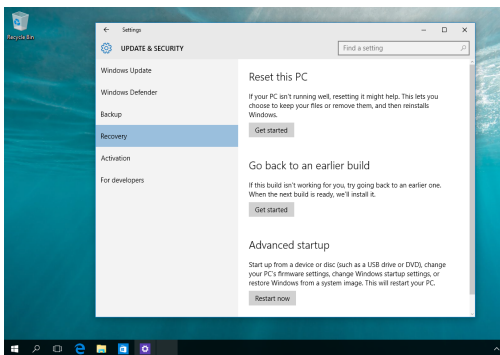 Recycle Bin
Settings
UPDATE & SECURITY
Find a setting
Windows Update
Windows Defender
Backup
Recovery
Activation
For developers
Reset this PC
If your PC isn't running well, resetting it might help. This lets you
choose to keep your files or remove them, and then reinstalls
Windows.
Get started
Go back to an earlier build
If this build isn't working for you, try going back to an earlier one.
When the next build is ready, we'll install it.
Get started
Advanced startup
Start up from a device or disc (such as a USB drive or DVD), change
your PC's firmware settings, change Windows startup settings, or
restore Windows from a system image. This will restart your PC.
Restart now